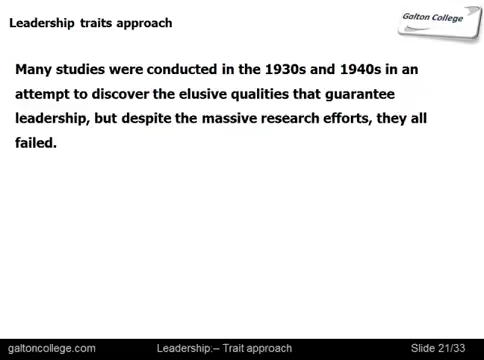 Leadership traits approach
Galton College
Many studies were conducted in the 1930s and 1940s in an
attempt to discover the elusive qualities that guarantee
leadership, but despite the massive research efforts, they all
failed.
galtoncollege.com Leadership:– Trait approach Slide 21/33